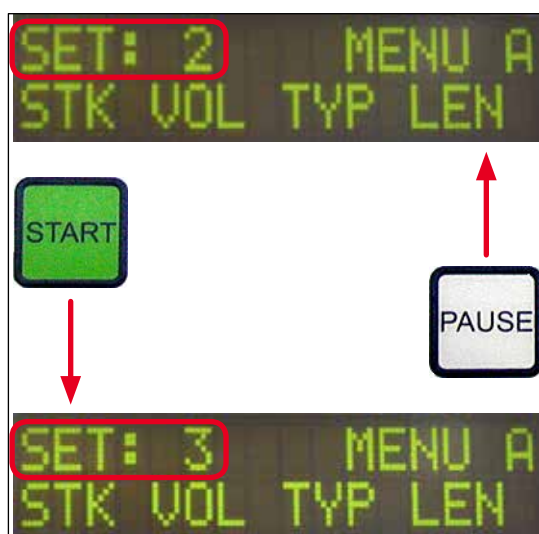 SET: 2 MENU A
STK VOL TYP LEN
START
PAUSE
SET: 3 MENU A
STK VOL TYP LEN